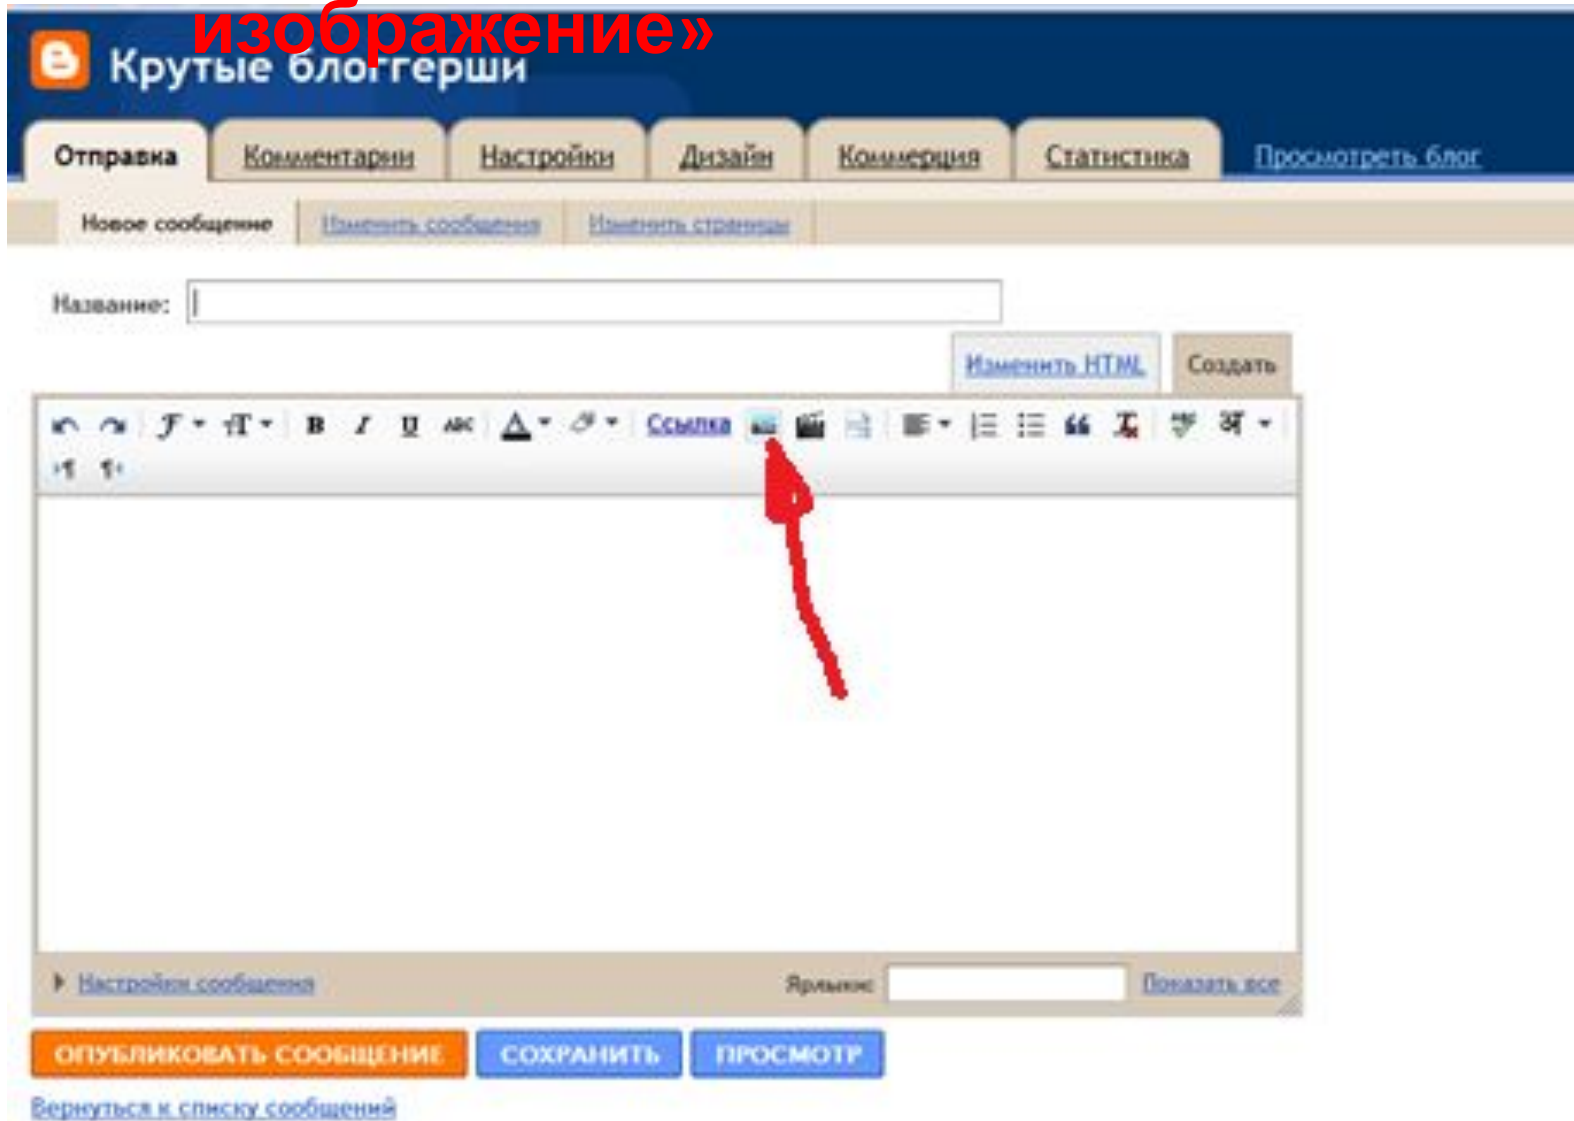 изображение»
Крутые блоггерши
Отправка Комментарии Настройки Дизайн Коммерция Статистика Просмотреть блог
Новое сообщение Изменить сообщения Изменить страницы
Название:
Изменить HTML Создать
B I U ABC A Ссылка
Настройки сообщения Ярлыки: Показать все
ОПУБЛИКОВАТЬ СООБЩЕНИЕ СОХРАНИТЬ ПРОСМОТР
Вернуться к списку сообщений